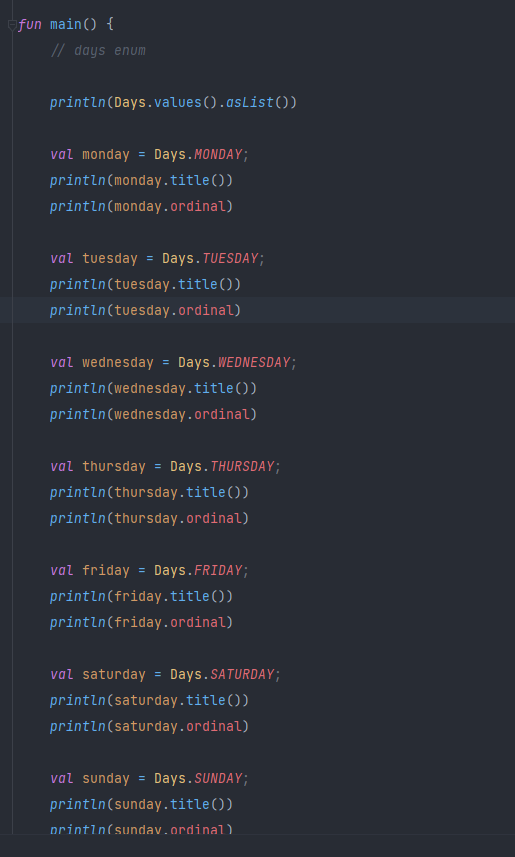 fun main() {
// days enum
println(Days.values().asList())
val monday = Days.MONDAY;
println(monday.title())
println(monday.ordinal)
val tuesday = Days.TUESDAY;
println(tuesday.title())
println(tuesday.ordinal)
val wednesday = Days.WEDNESDAY;
println(wednesday.title())
println(wednesday.ordinal)
val thursday = Days.THURSDAY;
println(thursday.title())
println(thursday.ordinal)
val friday = Days.FRIDAY;
println(friday.title())
println(friday.ordinal)
val saturday = Days.SATURDAY;
println(saturday.title())
println(saturday.ordinal)
val sunday = Days.SUNDAY;
println(sunday.title())
println(sunday.ordinal)